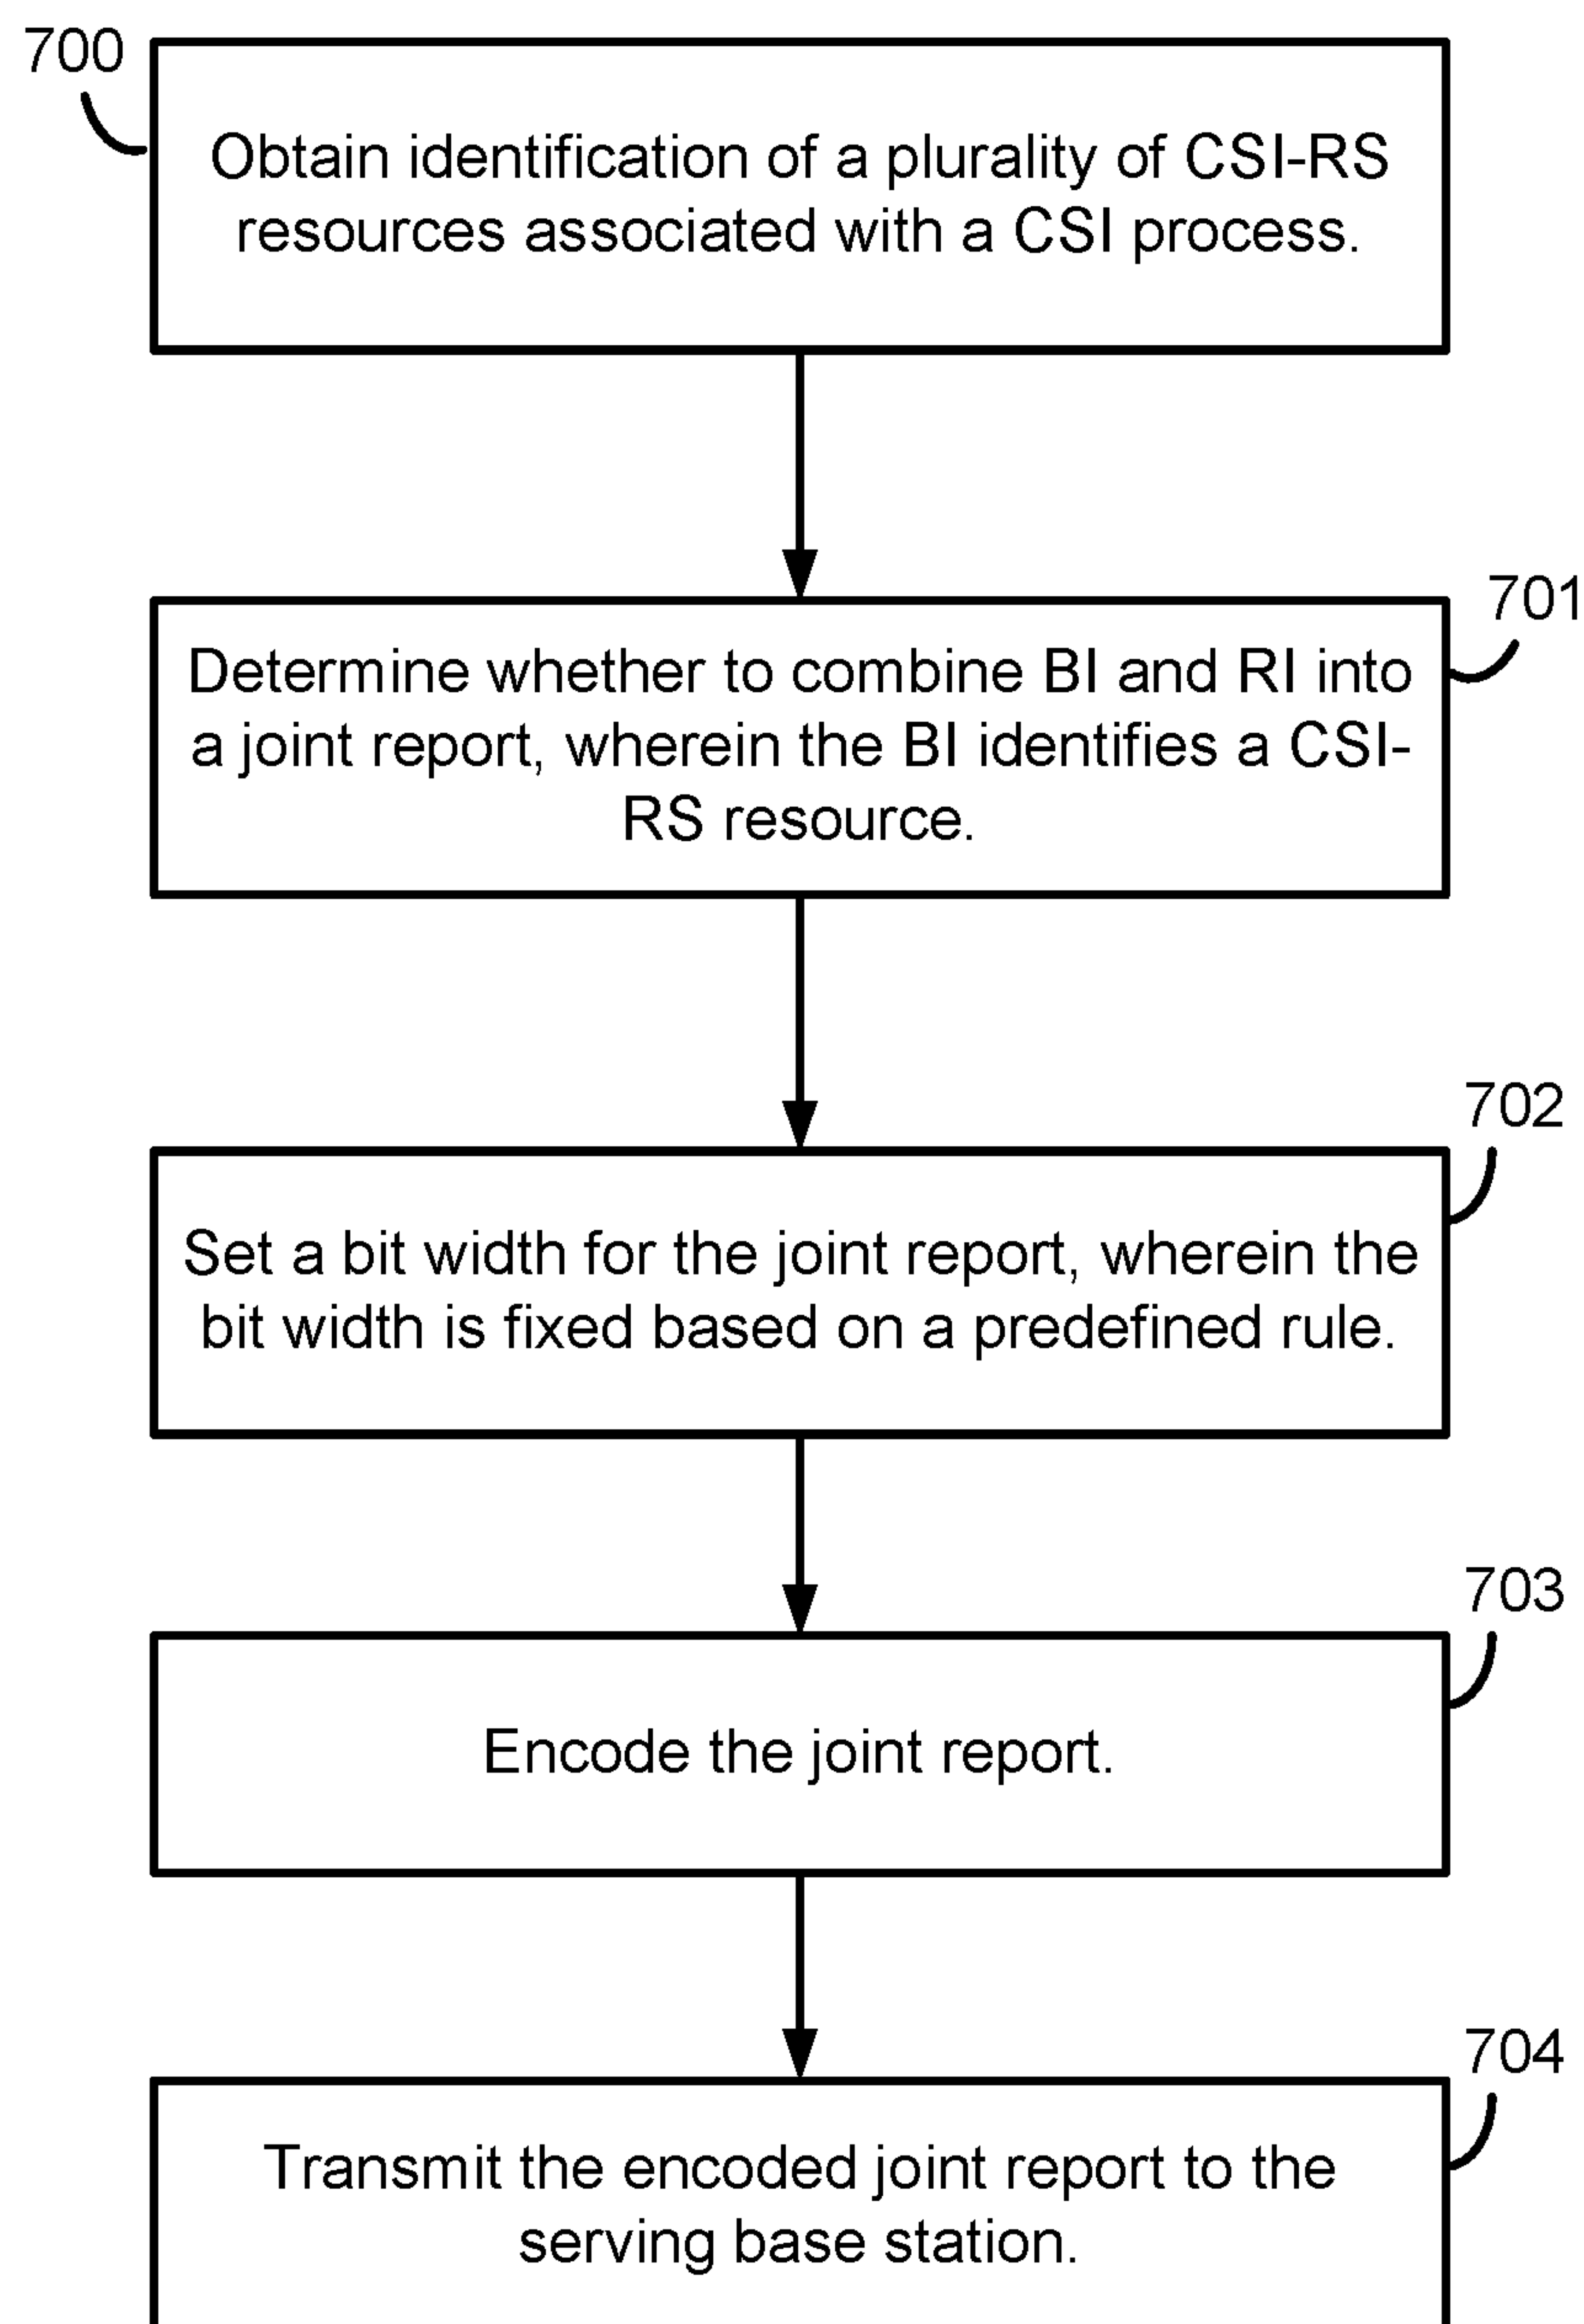 700
Obtain identification of a plurality of CSI-RS
resources associated with a CSI process.
701
Determine whether to combine BI and RI into
a joint report, wherein the BI identifies a CSI-
RS resource.
702
Set a bit width for the joint report, wherein the
bit width is fixed based on a predefined rule.
703
Encode the joint report.
704
Transmit the encoded joint report to the
serving base station.